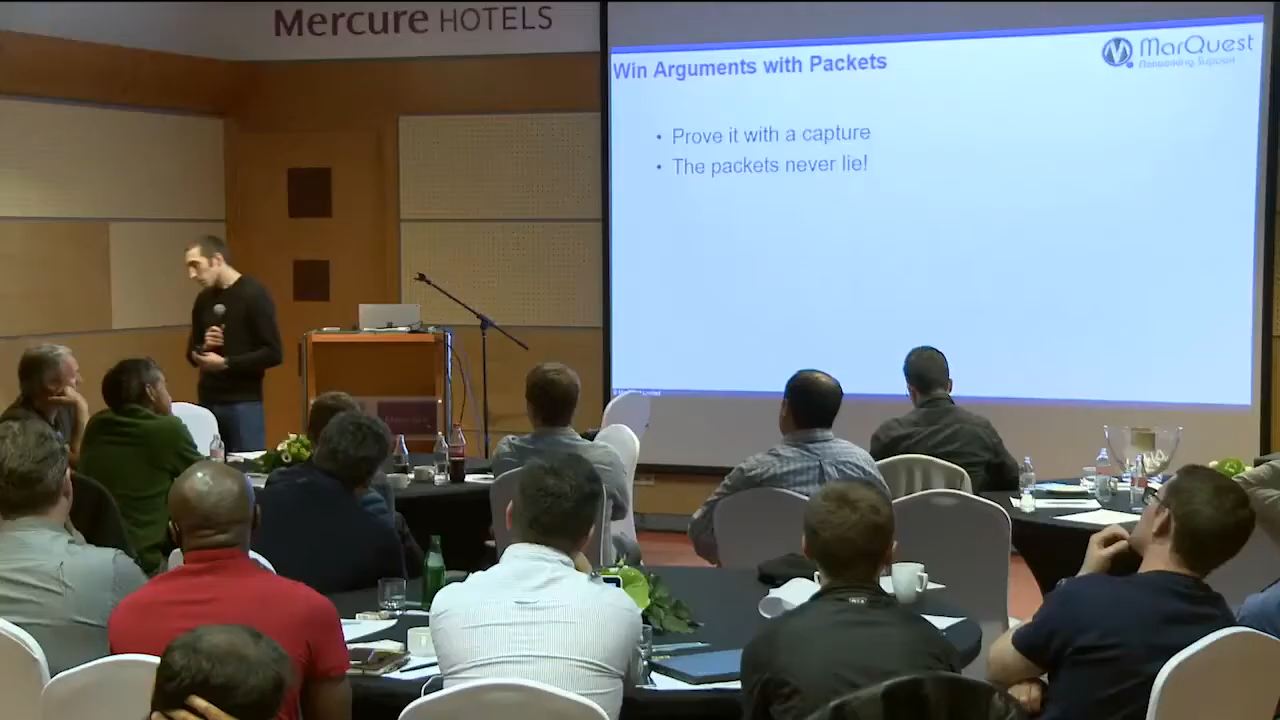 Mercure HOTELS
Win Arguments with Packets
MarQuest
Networking Support
• Prove it with a capture
• The packets never lie!